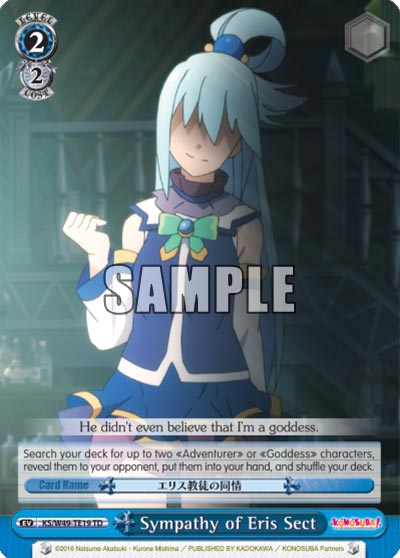 LEVEL
2
2
COST
SAMPLE
He didn't even believe that I'm a goddess.
Search your deck for up to two «Adventurer» or «Goddess» characters,
reveal them to your opponent, put them into your hand, and shuffle your deck.
Card Name エリス教徒の同情
EV KS/W49-TE19 TD Sympathy of Eris Sect KONOSUBA!
©2016 Natsume Akatsuki・Kurone Mishima / PUBLISHED BY KADOKAWA / KONOSUBA Partners